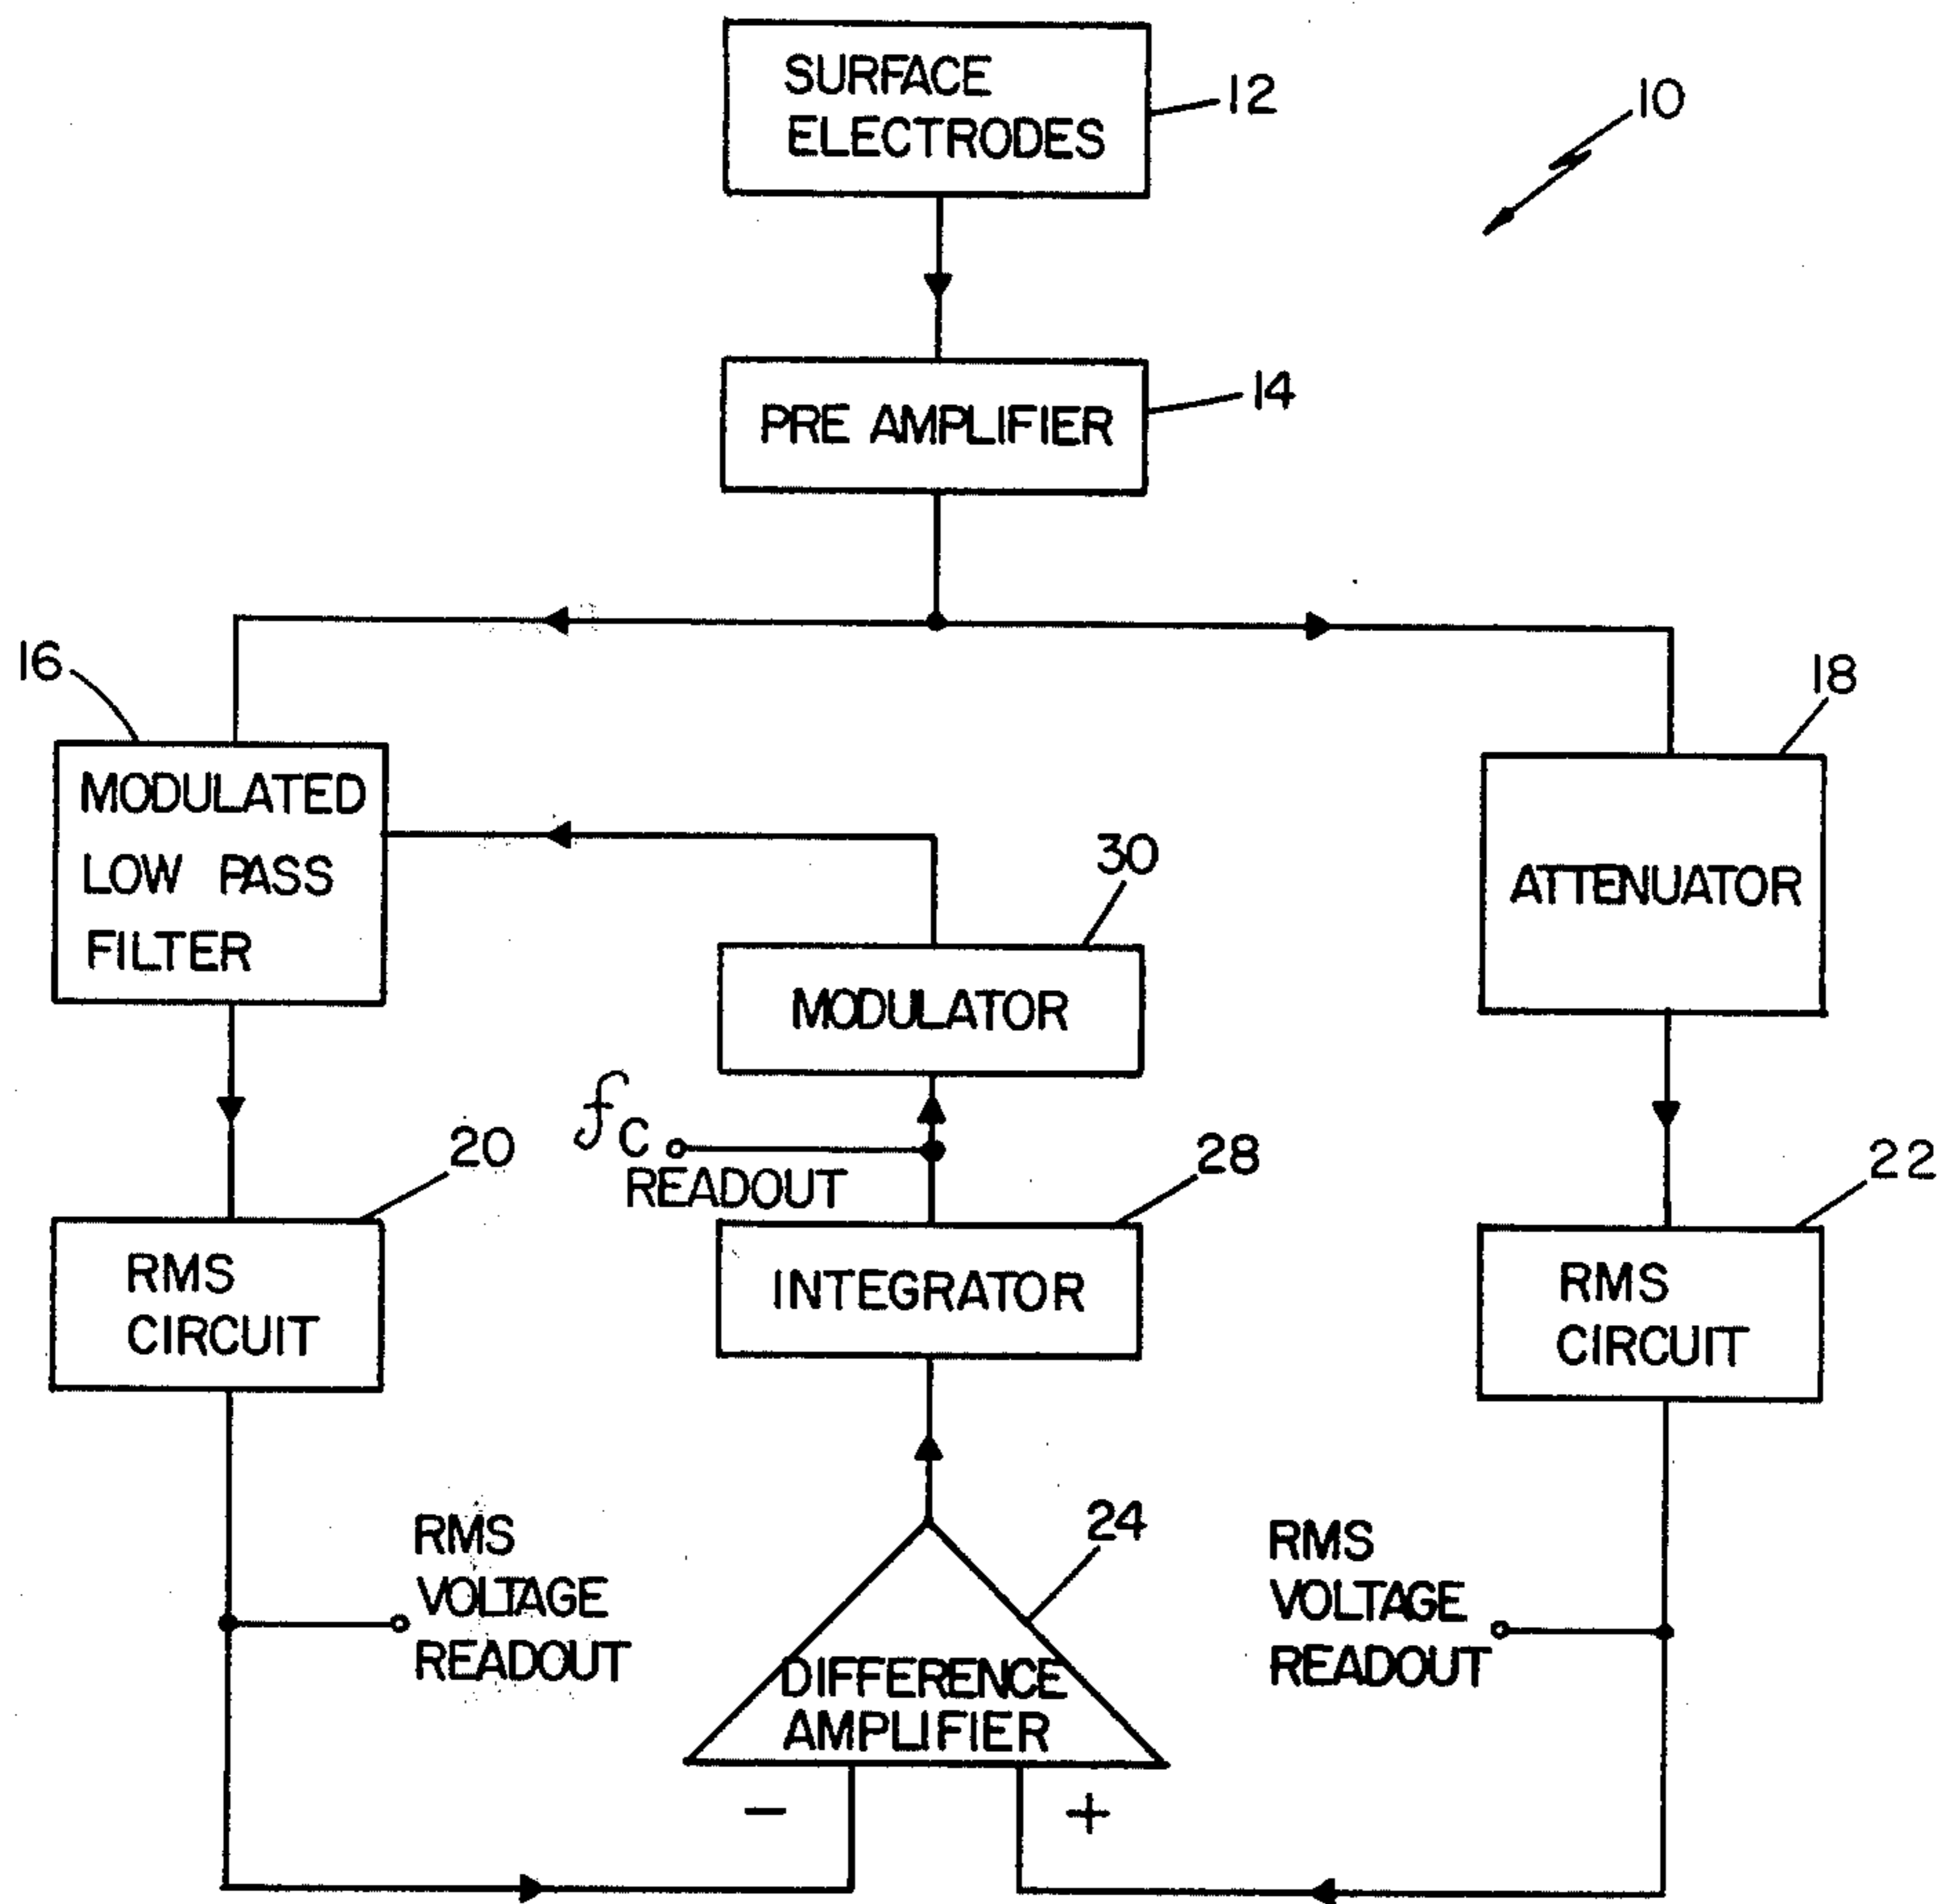 SURFACE
ELECTRODES
12
10
PRE AMPLIFIER
14
16
18
MODULATED
LOW PASS
FILTER
30
ATTENUATOR
MODULATOR
fc
READOUT
20
28
22
RMS
CIRCUIT
INTEGRATOR
RMS
CIRCUIT
RMS
VOLTAGE
READOUT
24
RMS
VOLTAGE
READOUT
DIFFERENCE
AMPLIFIER
−
+